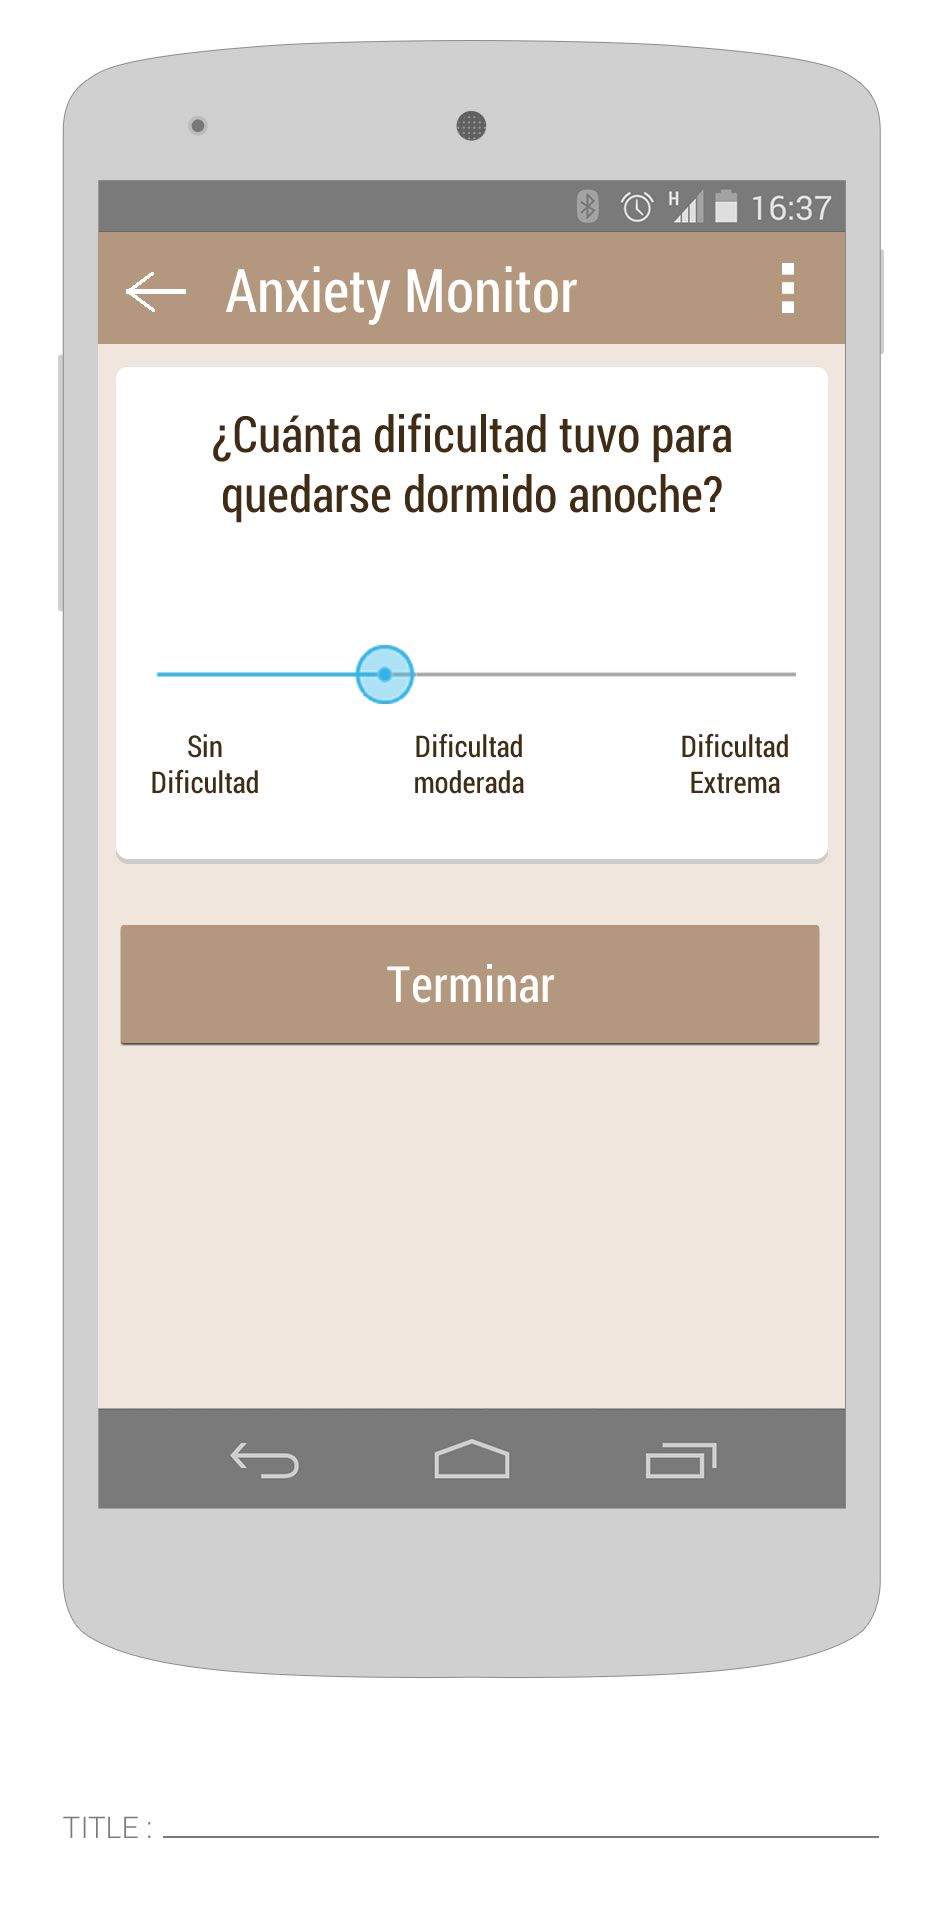 H 16:37
Anxiety Monitor
¿Cuánta dificultad tuvo para
quedarse dormido anoche?
Sin
Dificultad
Dificultad
moderada
Dificultad
Extrema
Terminar
TITLE :